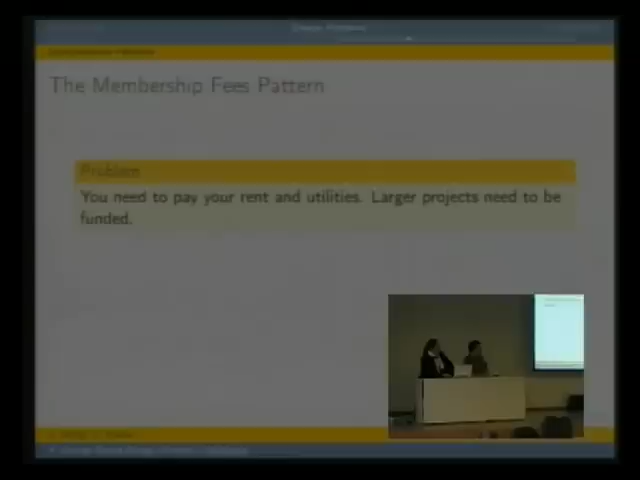 The Membership Fees Pattern
Problem
You need to pay your rent and utilities. Larger projects need to be
funded.